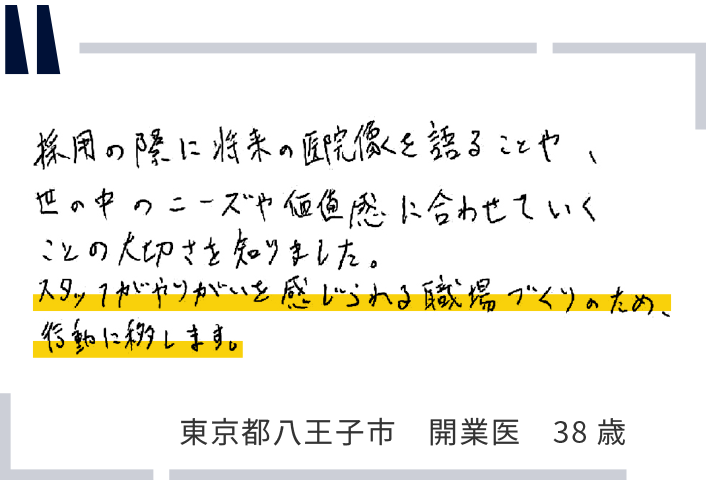 採用の際に将来の医院像を語ることや、
世の中のニーズや価値感に合わせていく
ことの大切さを知りました。
スタッフがやりがいを感じられる職場づくりのため、
行動に移します。
東京都八王子市　開業医　38歳